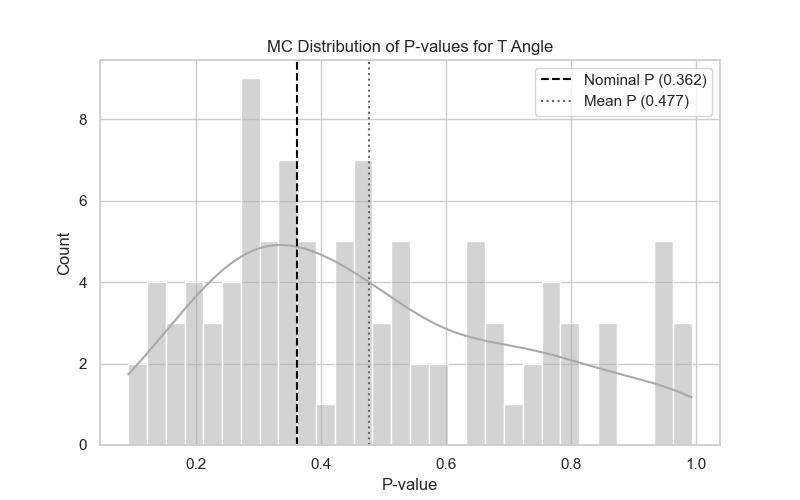 MC Distribution of P-values for T Angle
Nominal P (0.362)
Mean P (0.477)
8
6
4
2
0
Count
0.2
0.4
0.6
0.8
1.0
P-value